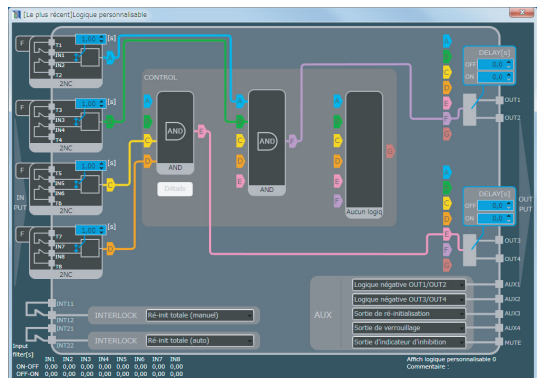 [Le plus récent]Logique personnalisable
F
T1
IN1
IN2
T2
1,00
[s]
2NC
A
F
T3
IN3
IN4
T4
1,00
[s]
2NC
F
T5
IN5
IN6
T6
1,00
[s]
2NC
C
F
T7
IN7
IN8
T8
1,00
[s]
2NC
D
IN
PUT
CONTROL
A
C
D
AND
AND
Détails
E
A
C
D
E
AND
AND
F
A
C
D
E
F
Aucun logiq
G
A
C
D
E
F
G
DELAY[s]
OFF 0,0
ON 0,0
OUT1
OUT2
A
C
D
E
F
G
DELAY[s]
OFF 0,0
ON 0,0
OUT3
OUT4
OUT
PUT
INT11
INT12
INT21
INT22
INTERLOCK Ré-init totale (manuel)
INTERLOCK Ré-init totale (auto)
AUX
Logique négative OUT1/OUT2 AUX1
Logique négative OUT3/OUT4 AUX2
Sortie de ré-initialisation AUX3
Sortie de verrouillage AUX4
Sortie d'indicateur d'inhibition MUTE
Input
filter[s]
IN1 IN2 IN3 IN4 IN5 IN6 IN7 IN8
ON-OFF 0,00 0,00 0,00 0,00 0,00 0,00 0,00 0,00
OFF-ON 0,00 0,00 0,00 0,00 0,00 0,00 0,00 0,00
Affich logique personnalisable 0
Commentaire :